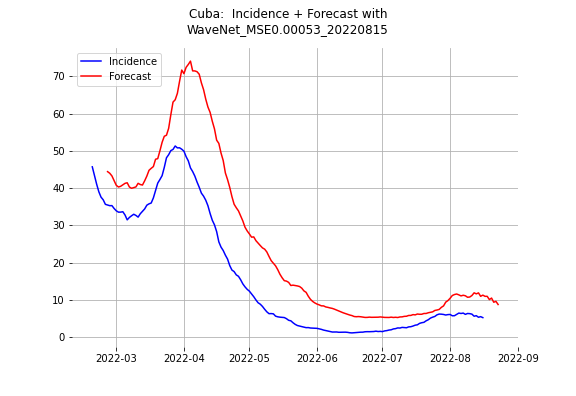 Cuba:  Incidence + Forecast with
WaveNet_MSE0.00053_20220815
Incidence
Forecast
70
60
50
40
30
20
10
0
2022-03 2022-04 2022-05 2022-06 2022-07 2022-08 2022-09